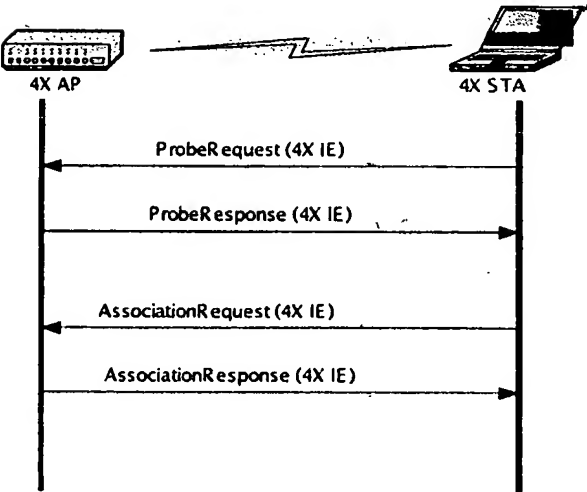 4X AP
4X STA
ProbeRequest (4X IE)
ProbeResponse (4X IE)
AssociationRequest (4X IE)
AssociationResponse (4X IE)